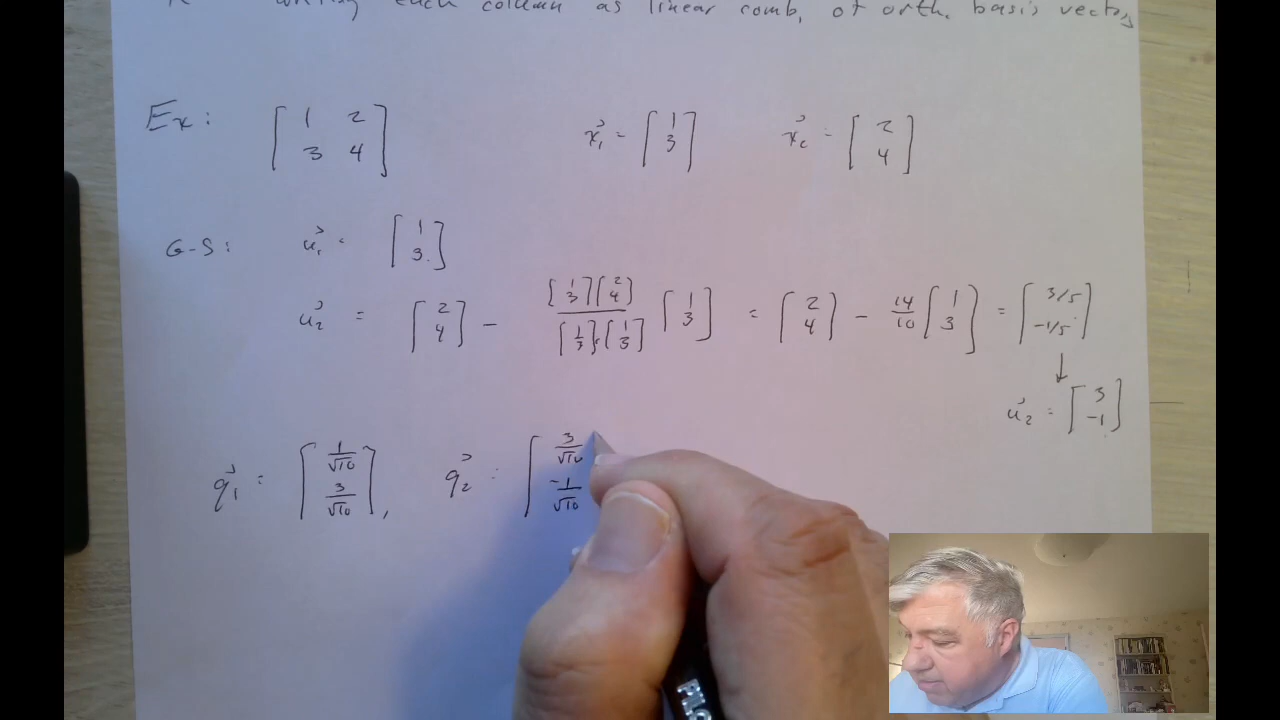 writing each column as linear comb. of orth. basis vectors
Ex: [1 2; 3 4] x⃗₁ = [1; 3] x⃗₂ = [2; 4]
G-S: u⃗₁ = [1; 3]
u⃗₂ = [2; 4] - ([1; 3][2; 4])/([1; 3]·[1; 3]) [1; 3] = [2; 4] - 14/10 [1; 3] = [3/5; -1/5]
↓
u⃗₂ = [3; -1]
q⃗₁ = [1/√10; 3/√10], q⃗₂ = [3/√10; -1/√10